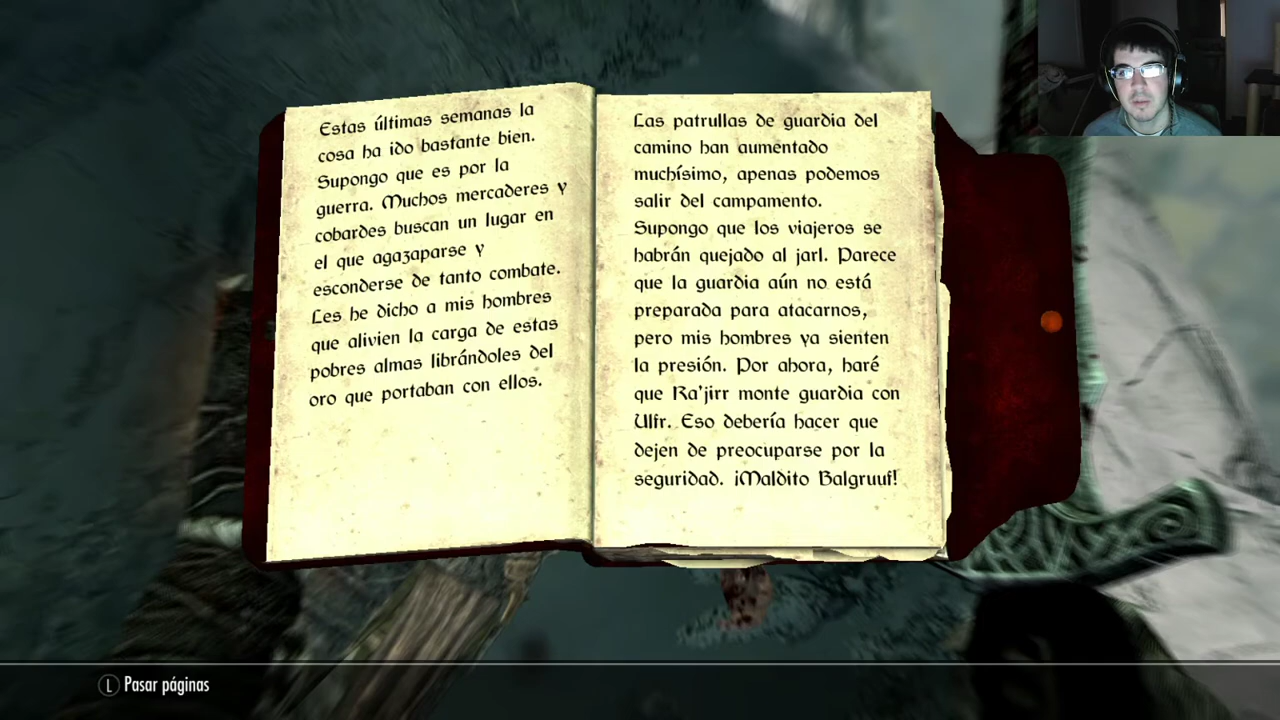 Estas últimas semanas la
cosa ha ido bastante bien.
Supongo que es por la
guerra. Muchos mercaderes y
cobardes buscan un lugar en
el que agazaparse y
esconderse de tanto combate.
Les he dicho a mis hombres
que alivien la carga de estas
pobres almas librándoles del
oro que portaban con ellos.
Las patrullas de guardia del
camino han aumentado
muchísimo, apenas podemos
salir del campamento.
Supongo que los viajeros se
habrán quejado al jarl. Parece
que la guardia aún no está
preparada para atacarnos,
pero mis hombres ya sienten
la presión. Por ahora, haré
que Ra'jirr monte guardia con
Ulfr. Eso debería hacer que
dejen de preocuparse por la
seguridad. ¡Maldito Balgruuf!
L Pasar páginas